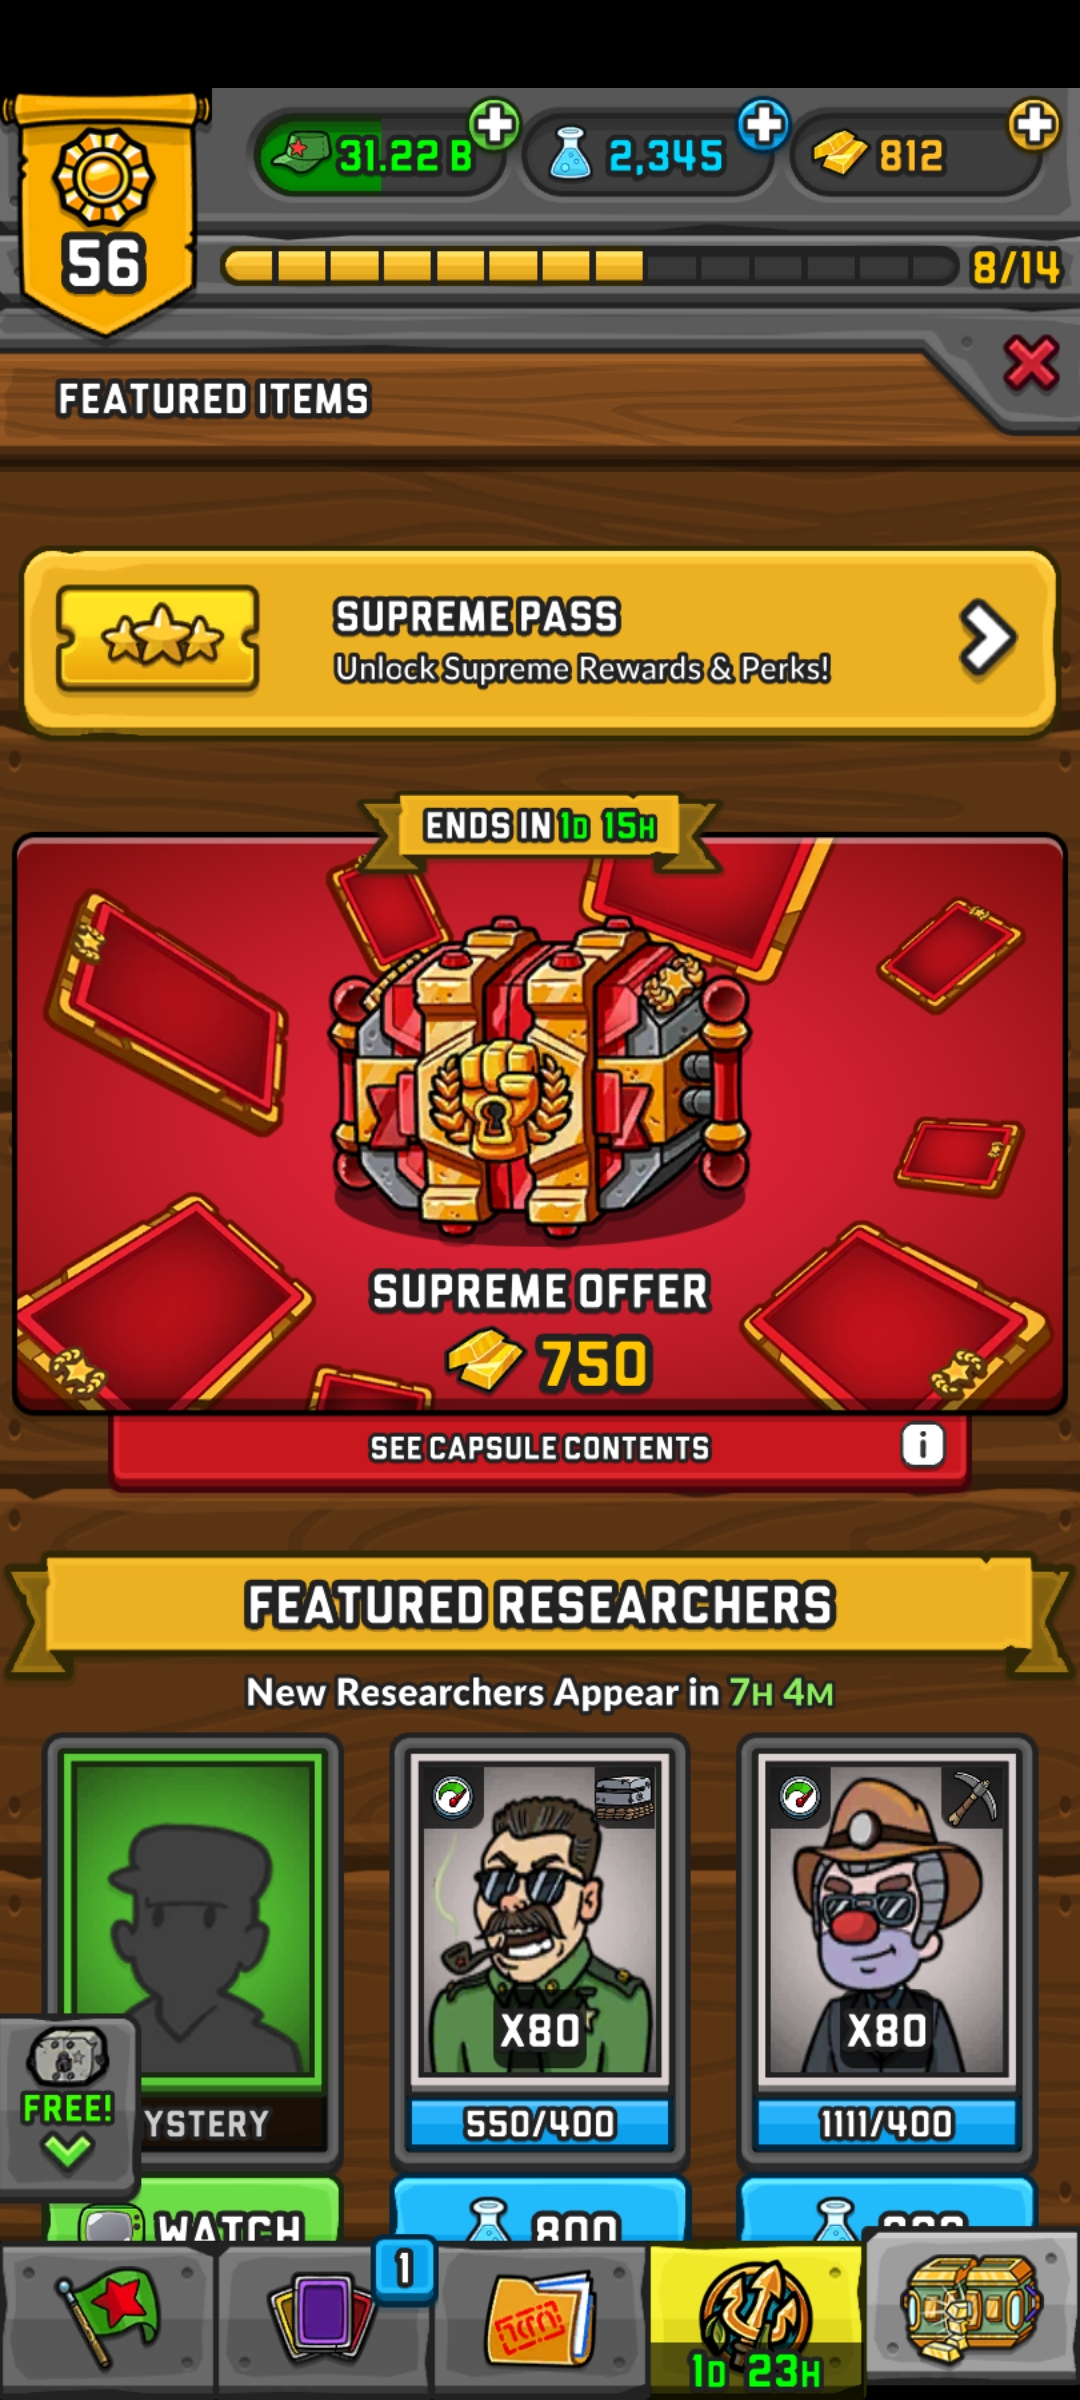 31.22 B
2,345
812
56
8/14
FEATURED ITEMS
SUPREME PASS
Unlock Supreme Rewards & Perks!
ENDS IN 1D 15H
SUPREME OFFER
750
SEE CAPSULE CONTENTS
i
FEATURED RESEARCHERS
New Researchers Appear in 7H 4M
X80
X80
FREE!
YSTERY
550/400
1111/400
WATCH
800
1
1D 23H